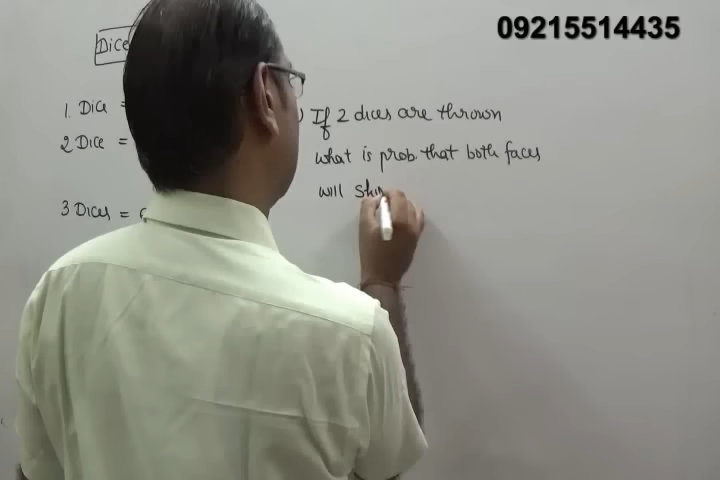 09215514435
Dice
1. Dice =
2 Dice =
3 Dices =
) If 2 dices are thrown
what is prob. that both faces
will